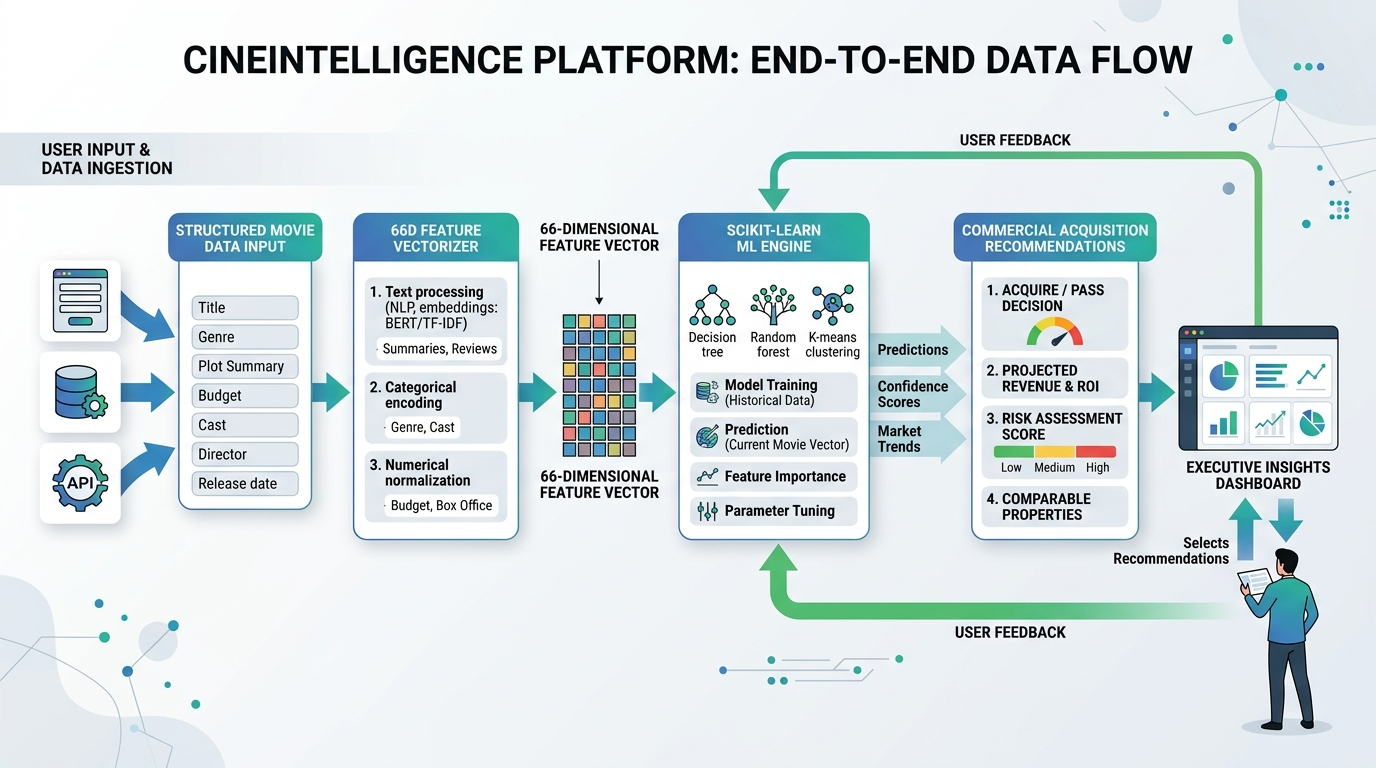 CINEINTELLIGENCE PLATFORM: END-TO-END DATA FLOW
USER INPUT &
DATA INGESTION
API
STRUCTURED MOVIE
DATA INPUT
Title
Genre
Plot Summary
Budget
Cast
Director
Release date
66D FEATURE
VECTORIZER
1. Text processing
(NLP, embeddings:
BERT/TF-IDF)
· Summaries, Reviews
2. Categorical
encoding
· Genre, Cast
3. Numerical
normalization
· Budget, Box Office
66-DIMENSIONAL
FEATURE VECTOR
66-DIMENSIONAL
FEATURE VECTOR
USER FEEDBACK
SCIKIT-LEARN
ML ENGINE
Decision
tree
Random
forest
K-means
clustering
Model Training
(Historical Data)
Prediction
(Current Movie Vector)
Feature Importance
Parameter Tuning
Predictions
Confidence
Scores
Market
Trends
COMMERCIAL ACQUISITION
RECOMMENDATIONS
1. ACQUIRE / PASS
DECISION
2. PROJECTED
REVENUE & ROI
3. RISK ASSESSMENT
SCORE
Low Medium High
4. COMPARABLE
PROPERTIES
EXECUTIVE INSIGHTS
DASHBOARD
Selects
Recommendations
USER FEEDBACK